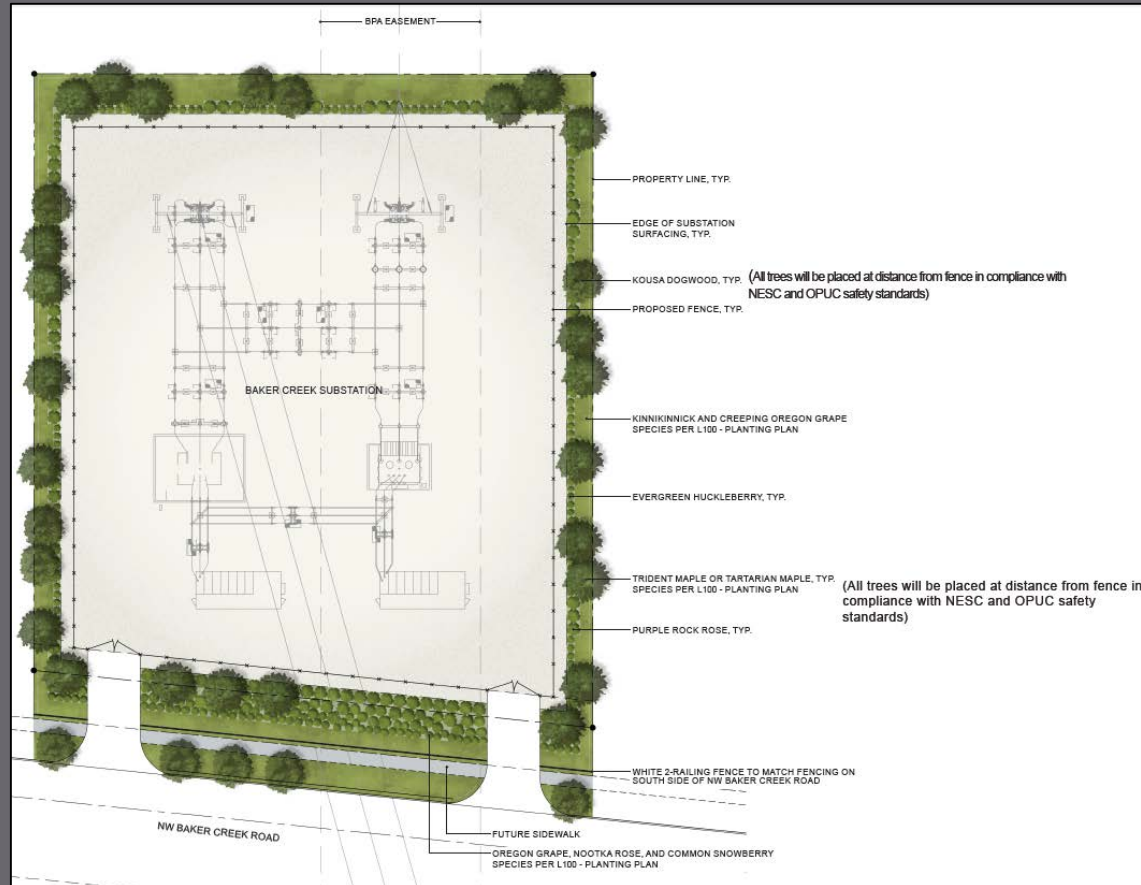 BPA EASEMENT
PROPERTY LINE, TYP.
EDGE OF SUBSTATION
SURFACING, TYP.
KOUSA DOGWOOD, TYP. (All trees will be placed at distance from fence in compliance with
NESC and OPUC safety standards)
PROPOSED FENCE, TYP.
BAKER CREEK SUBSTATION
KINNIKINNICK AND CREEPING OREGON GRAPE
SPECIES PER L100 - PLANTING PLAN
EVERGREEN HUCKLEBERRY, TYP.
TRIDENT MAPLE OR TARTARIAN MAPLE, TYP.
SPECIES PER L100 - PLANTING PLAN
(All trees will be placed at distance from fence in
compliance with NESC and OPUC safety
standards)
PURPLE ROCK ROSE, TYP.
WHITE 2-RAILING FENCE TO MATCH FENCING ON
SOUTH SIDE OF NW BAKER CREEK ROAD
NW BAKER CREEK ROAD
FUTURE SIDEWALK
OREGON GRAPE, NOOTKA ROSE, AND COMMON SNOWBERRY
SPECIES PER L100 - PLANTING PLAN